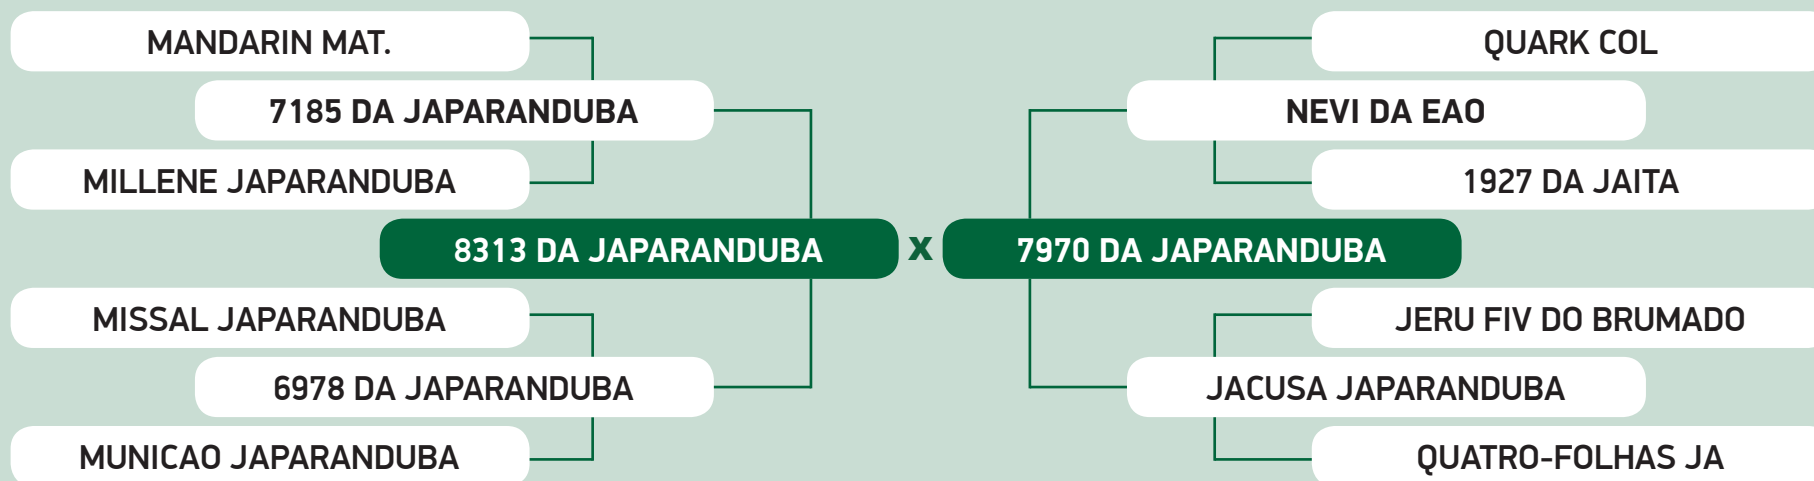 MANDARIN MAT.
7185 DA JAPARANDUBA
MILLENE JAPARANDUBA
8313 DA JAPARANDUBA
MISSAL JAPARANDUBA
6978 DA JAPARANDUBA
MUNICAO JAPARANDUBA
X
QUARK COL
NEVI DA EAO
1927 DA JAITA
7970 DA JAPARANDUBA
JERU FIV DO BRUMADO
JACUSA JAPARANDUBA
QUATRO-FOLHAS JA